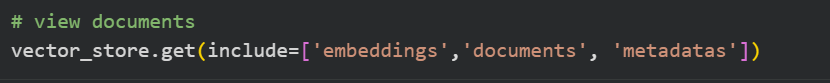 # view documents
vector_store.get(include=['embeddings','documents', 'metadatas'])